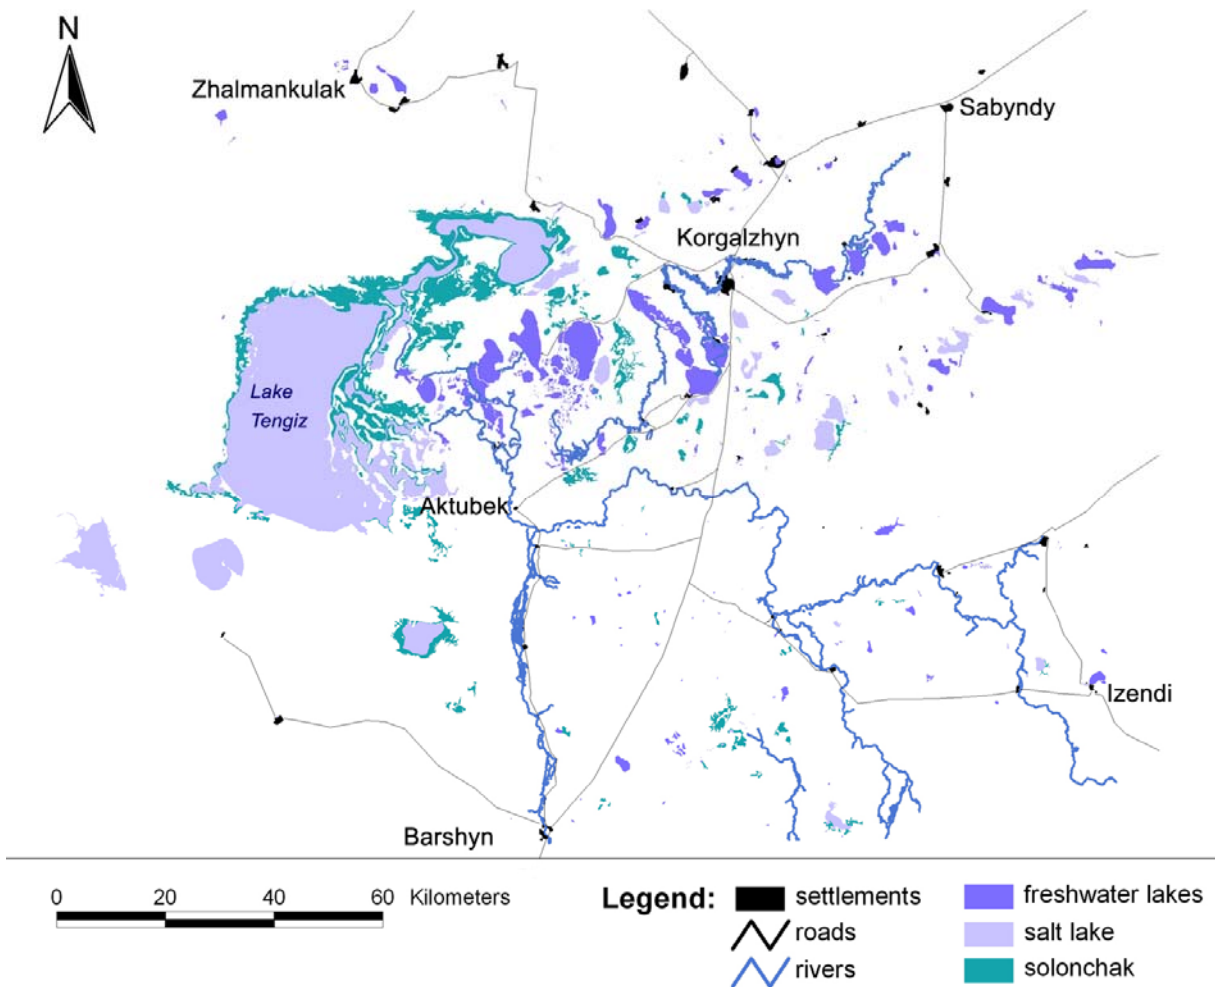 N
Zhalmankulak
Sabyndy
Korgalzhyn
Lake
Tengiz
Aktubek
Izendi
Barshyn
0 20 40 60 Kilometers
Legend:
settlements
roads
rivers
freshwater lakes
salt lake
solonchak